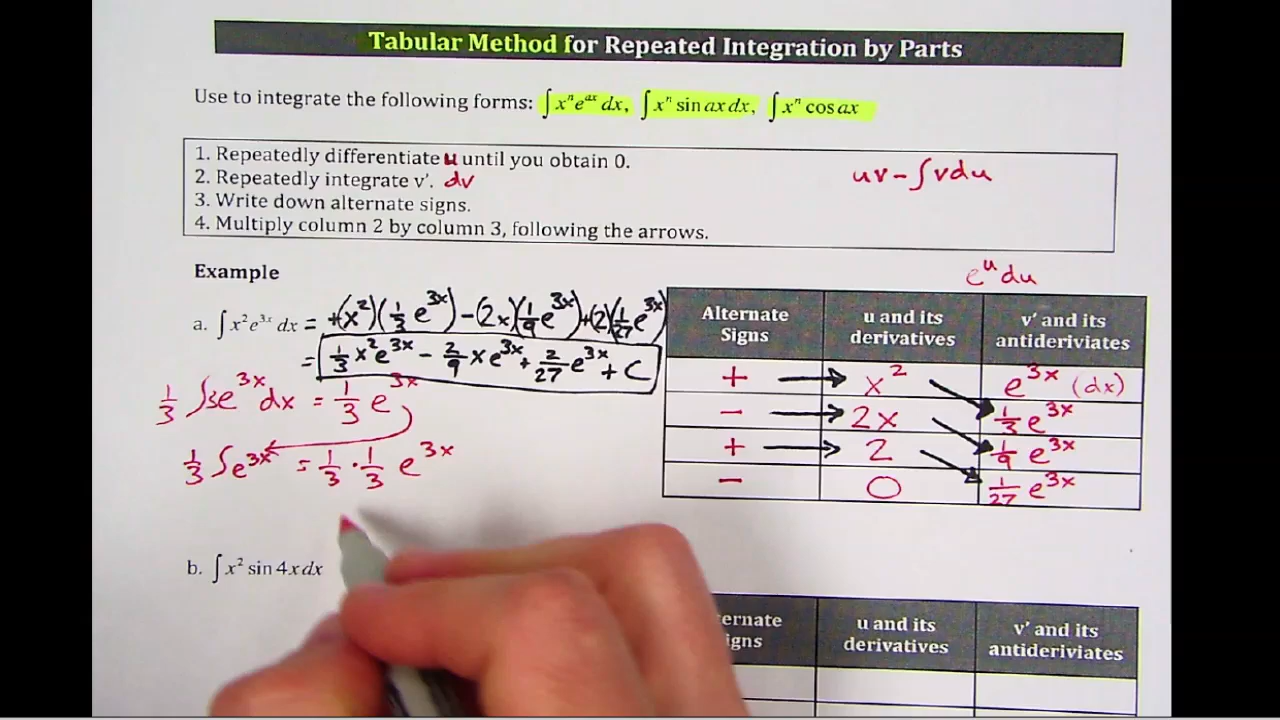 Tabular Method for Repeated Integration by Parts
Use to integrate the following forms: ∫xⁿe^{ax} dx, ∫xⁿ sin ax dx, ∫xⁿ cos ax
1. Repeatedly differentiate u until you obtain 0.
2. Repeatedly integrate v'. dv
3. Write down alternate signs.
4. Multiply column 2 by column 3, following the arrows.
uv - ∫vdu
Example
e^u du
a. ∫x²e^{3x} dx = +(x²)(1/3 e^{3x}) - (2x)(1/9 e^{3x}) + (2)(1/27 e^{3x})
= 1/3 x²e^{3x} - 2/9 xe^{3x} + 2/27 e^{3x} + C
1/3 ∫3e^{3x}dx = 1/3 e^{3x}
1/3 ∫e^{3x} = 1/3 · 1/3 e^{3x}
Alternate Signs u and its derivatives v' and its antideriviates
+ x² e^{3x} (dx)
- 2x 1/3 e^{3x}
+ 2 1/9 e^{3x}
- 0 1/27 e^{3x}
b. ∫x² sin 4x dx
ernate
igns
u and its derivatives v' and its antideriviates